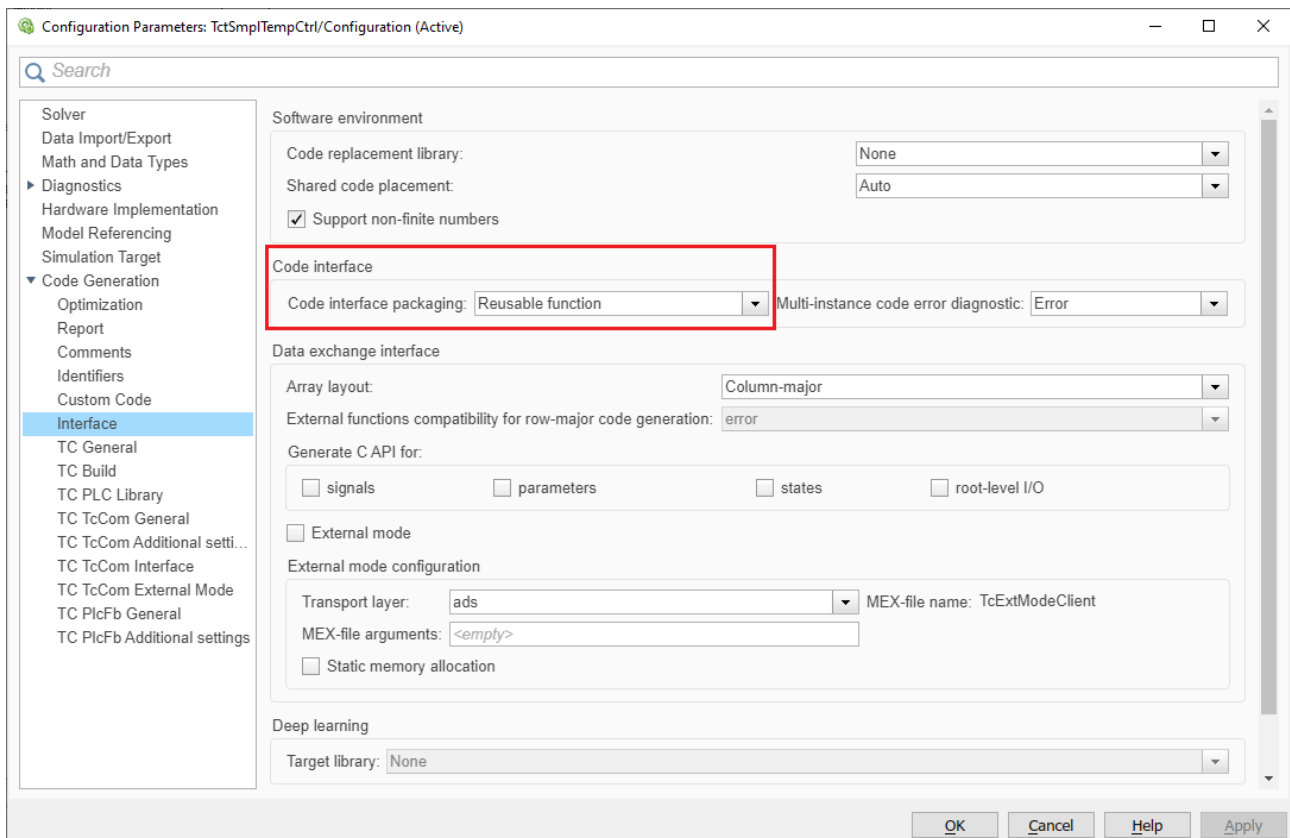 Configuration Parameters: TctSmplTempCtrl/Configuration (Active)
Search
Solver
Data Import/Export
Math and Data Types
Diagnostics
Hardware Implementation
Model Referencing
Simulation Target
Code Generation
Optimization
Report
Comments
Identifiers
Custom Code
Interface
TC General
TC Build
TC PLC Library
TC TcCom General
TC TcCom Additional setti...
TC TcCom Interface
TC TcCom External Mode
TC PlcFb General
TC PlcFb Additional settings
Software environment
Code replacement library: None
Shared code placement: Auto
Support non-finite numbers
Code interface
Code interface packaging: Reusable function Multi-instance code error diagnostic: Error
Data exchange interface
Array layout: Column-major
External functions compatibility for row-major code generation: error
Generate C API for:
signals parameters states root-level I/O
External mode
External mode configuration
Transport layer: ads MEX-file name: TcExtModeClient
MEX-file arguments: <empty>
Static memory allocation
Deep learning
Target library: None
OK Cancel Help Apply